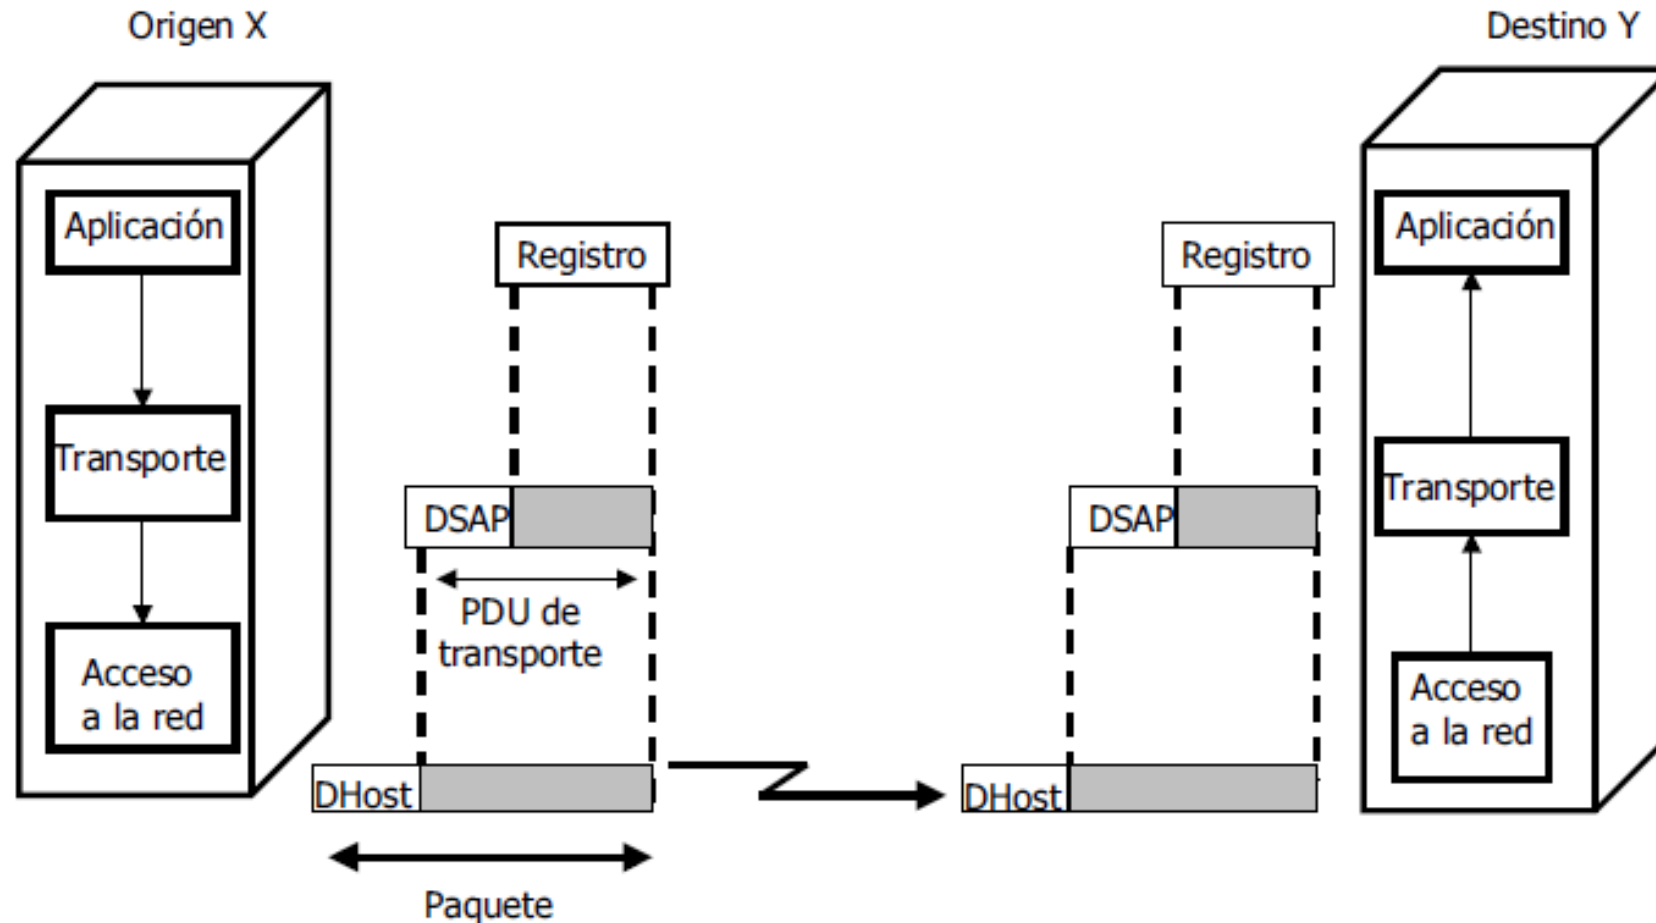 Origen X
Destino Y
Aplicación
Registro
Registro
Aplicación
Transporte
DSAP
DSAP
Transporte
PDU de
transporte
Acceso
a la red
Acceso
a la red
DHost
DHost
Paquete